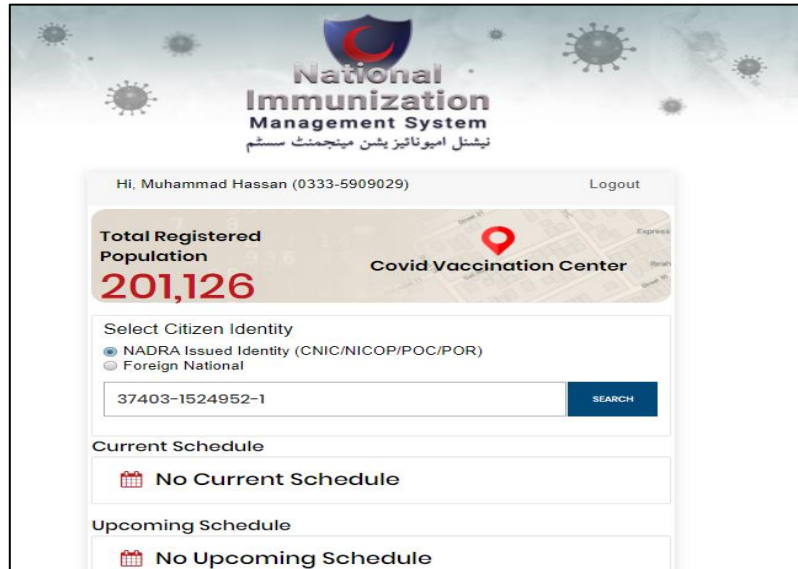 National
Immunization
Management System
نیشنل امیونائیزیشن مینجمنٹ سسٹم
Hi, Muhammad Hassan (0333-5909029) Logout
Total Registered
Population
201,126
Covid Vaccination Center
Select Citizen Identity
NADRA Issued Identity (CNIC/NICOP/POC/POR)
Foreign National
37403-1524952-1 SEARCH
Current Schedule
No Current Schedule
Upcoming Schedule
No Upcoming Schedule